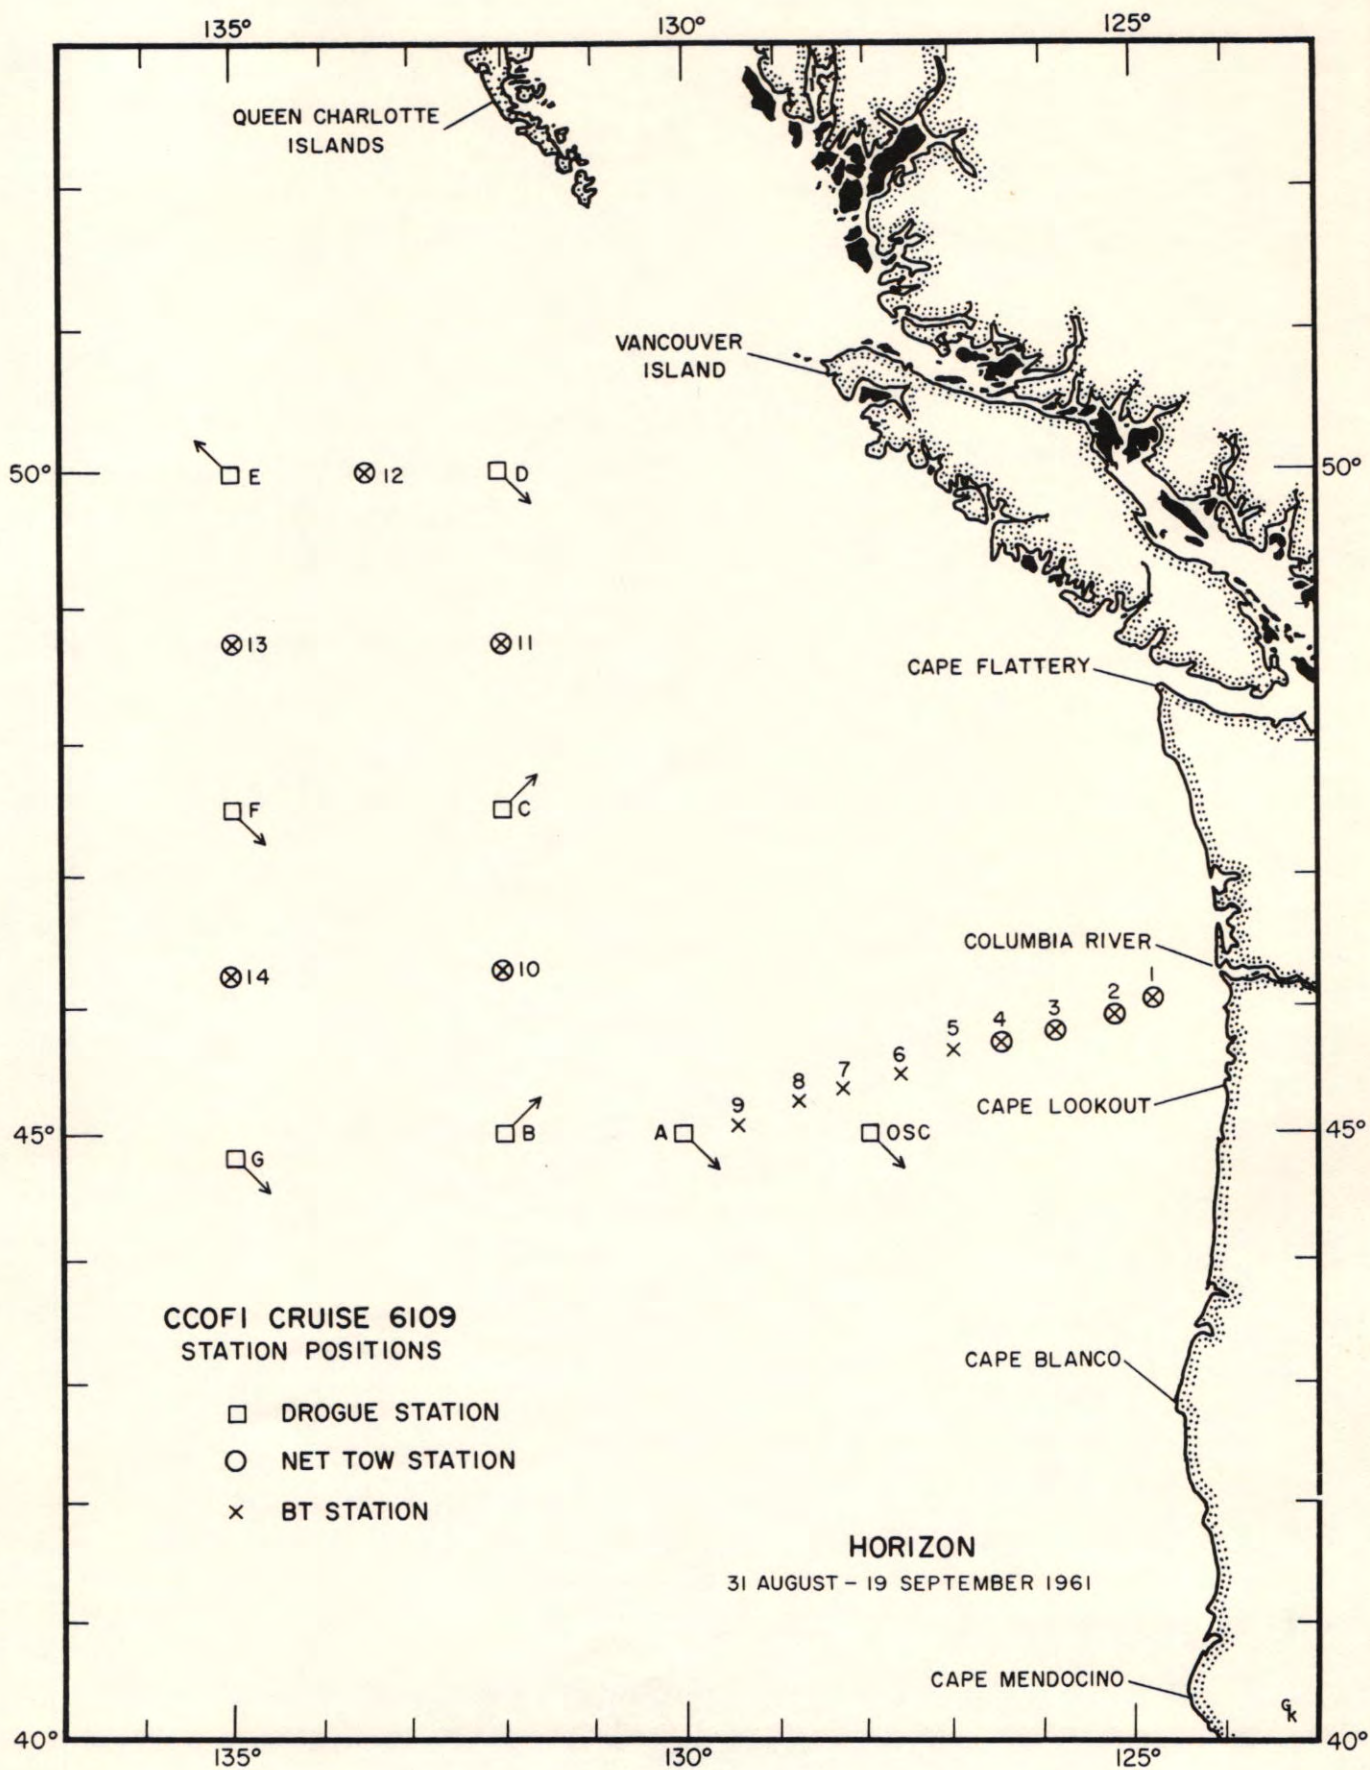 135°
130°
125°
QUEEN CHARLOTTE
ISLANDS
VANCOUVER
ISLAND
50°
E
12
D
50°
13
11
CAPE FLATTERY
F
C
COLUMBIA RIVER
14
10
1
2
3
4
5
6
7
8
9
CAPE LOOKOUT
45°
G
B
A
OSC
45°
CCOFI CRUISE 6109
STATION POSITIONS
CAPE BLANCO
DROGUE STATION
NET TOW STATION
BT STATION
HORIZON
31 AUGUST – 19 SEPTEMBER 1961
CAPE MENDOCINO
GK
40°
40°
135°
130°
125°